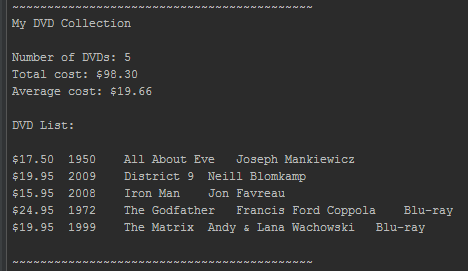 ~~~~~~~~~~~~~~~~~~~~~~~~~~~~~~~~~~~~~~~~~~~
My DVD Collection
Number of DVDs: 5
Total cost: $98.30
Average cost: $19.66
DVD List:
$17.50 1950 All About Eve Joseph Mankiewicz
$19.95 2009 District 9 Neill Blomkamp
$15.95 2008 Iron Man Jon Favreau
$24.95 1972 The Godfather Francis Ford Coppola Blu-ray
$19.95 1999 The Matrix Andy & Lana Wachowski Blu-ray
~~~~~~~~~~~~~~~~~~~~~~~~~~~~~~~~~~~~~~~~~~~